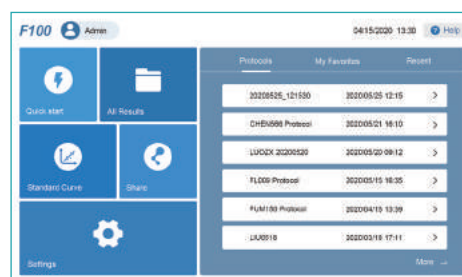 F100 Admin 04/15/2020 13:30 ? Help
Protocols My Favorites Recent
Quick start
All Results
20200525_121530 2020/05/25 12:15
CHEN566 Protocol 2020/05/21 16:10
LUOZX 20200520 2020/05/20 09:12
FL009 Protocol 2020/05/15 16:35
FUM180 Protocol 2020/04/15 13:39
LIU0518 2020/03/18 17:11
Standard Curve
Share
Settings
More